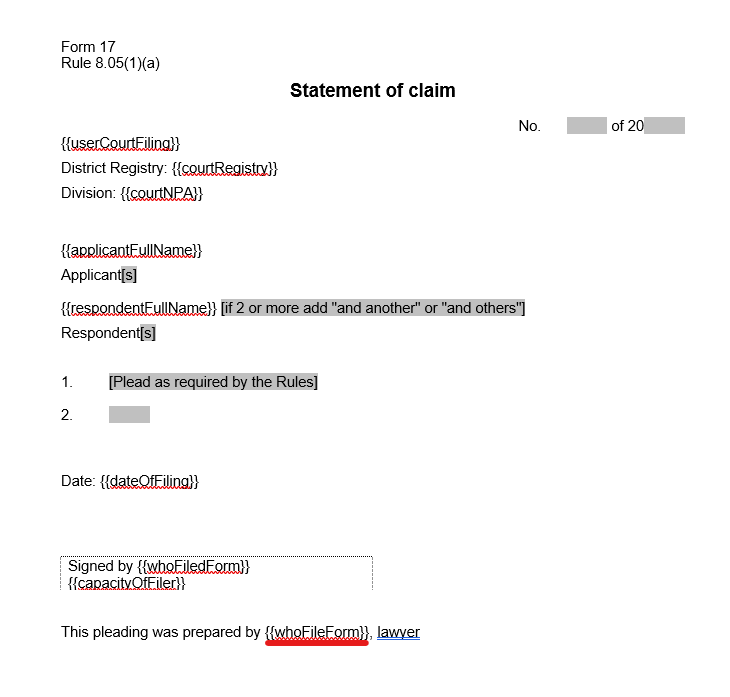 Form 17
Rule 8.05(1)(a)
Statement of claim
No. of 20
{{userCourtFiling}}
District Registry: {{courtRegistry}}
Division: {{courtNPA}}
{{applicantFullName}}
Applicant[s]
{{respondentFullName}} [if 2 or more add "and another" or "and others"]
Respondent[s]
1. [Plead as required by the Rules]
2.
Date: {{dateOfFiling}}
Signed by {{whoFiledForm}}
{{capacityOfFiler}}
This pleading was prepared by {{whoFileForm}}, lawyer